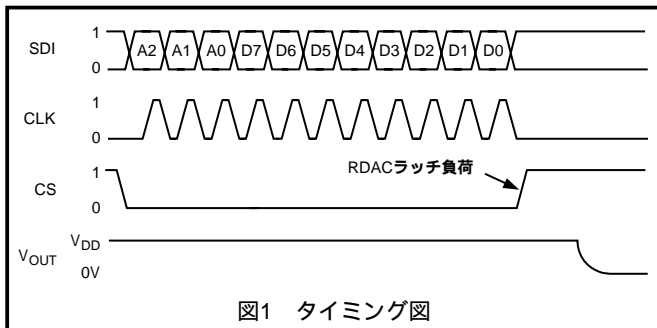 SDI 1 0 A2 A1 A0 D7 D6 D5 D4 D3 D2 D1 D0
CLK 1 0
CS 1 0 RDACラッチ負荷
VOUT VDD 0V
図1 タイミング図